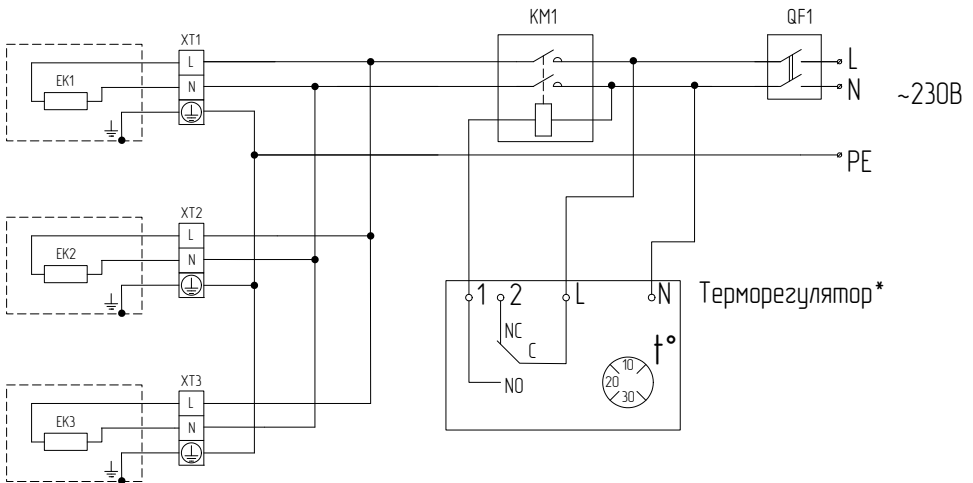 KM1
QF1
XT1
L
N
EK1
L
N
~230В
PE
XT2
L
N
EK2
1
2
L
N
Терморегулятор*
NC
C
NO
t°
10
20
30
XT3
L
N
EK3